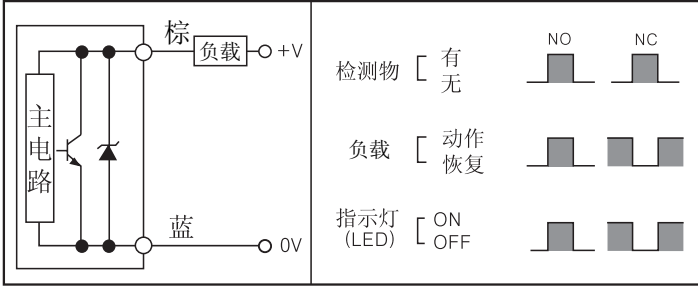 棕
负载 +V
主电路
蓝
0V
NO NC
检测物 有
无
负载 动作
恢复
指示灯
(LED)
ON
OFF